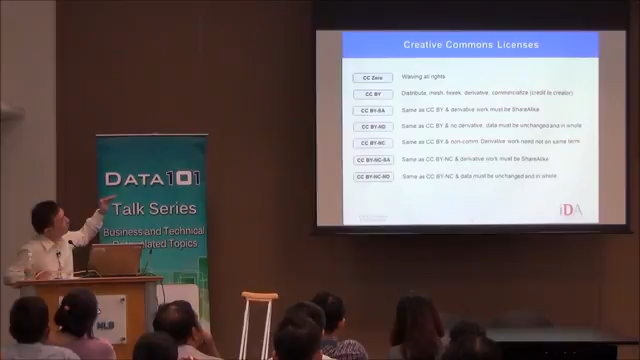 Creative Commons Licenses
CC Zero Waiving all rights
CC BY Distribute, mesh, tweek, derivative, commercialize (credit to creator)
CC BY-SA Same as CC BY & derivative work must be ShareAlike
CC BY-ND Same as CC BY & no derivative; data must be unchanged and in whole
CC BY-NC Same as CC BY & non-comm. Derivative work need not on same term
CC BY-NC-SA Same as CC BY-NC & derivative work must be ShareAlike
CC BY-NC-ND Same as CC BY-NC & data must be unchanged and in whole
iDA
DATA101
Talk Series
Business and Technical
Related Topics
NLB